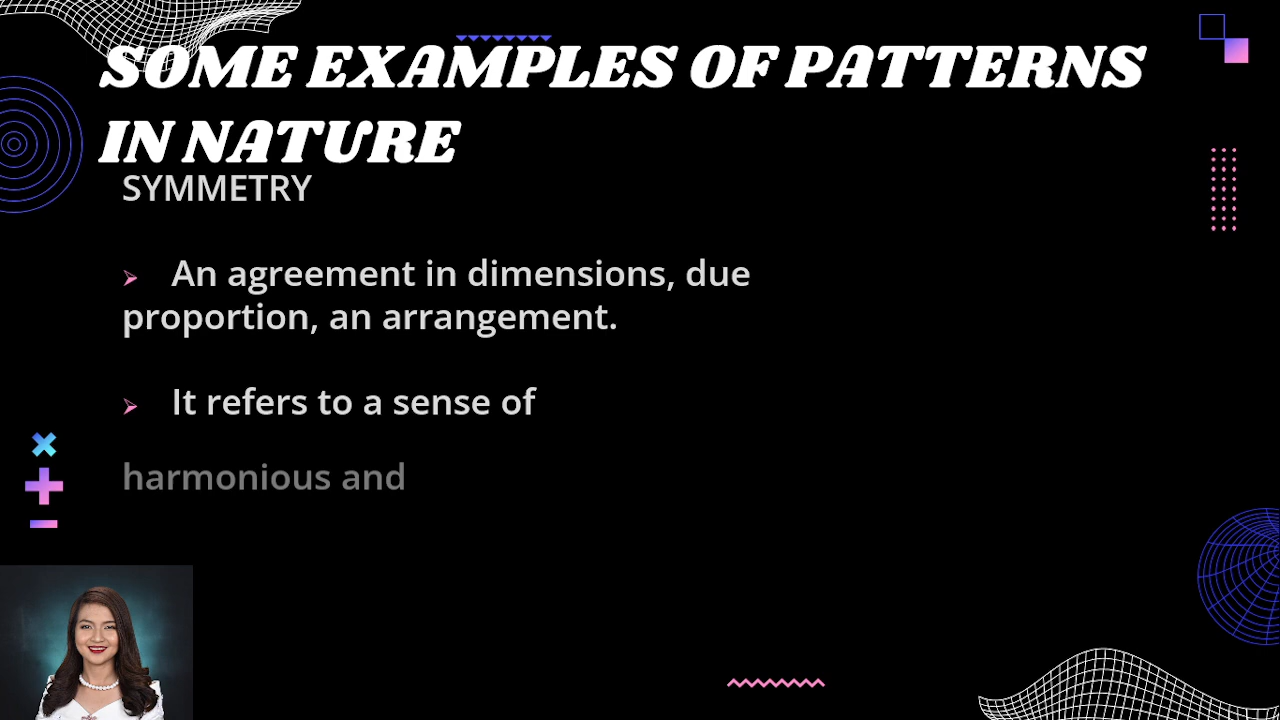 SOME EXAMPLES OF PATTERNS
IN NATURE
SYMMETRY
➢ An agreement in dimensions, due
proportion, an arrangement.
➢ It refers to a sense of
harmonious and